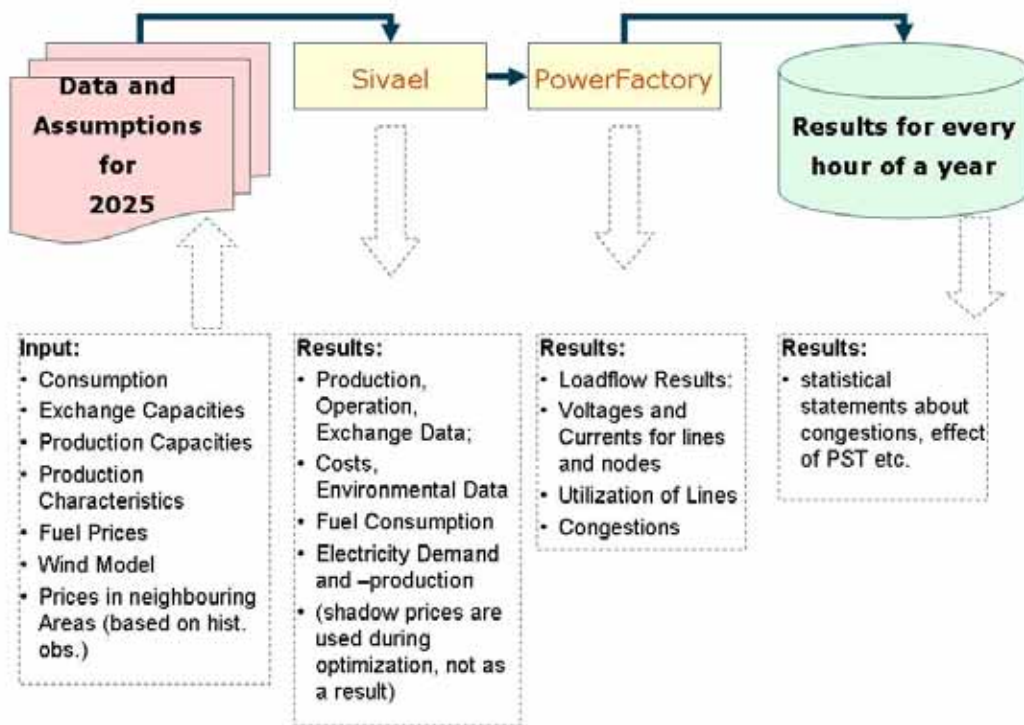 Data and
Assumptions
for
2025
Sivael
PowerFactory
Results for every
hour of a year
Input:
• Consumption
• Exchange Capacities
• Production Capacities
• Production
Characteristics
• Fuel Prices
• Wind Model
• Prices in neighbouring
Areas (based on hist.
obs.)
Results:
• Production,
Operation,
Exchange Data;
• Costs,
Environmental Data
• Fuel Consumption
• Electricity Demand
and –production
• (shadow prices are
used during
optimization, not as
a result)
Results:
• Loadflow Results:
• Voltages and
Currents for lines
and nodes
• Utilization of Lines
• Congestions
Results:
• statistical
statements about
congestions, effect
of PST etc.